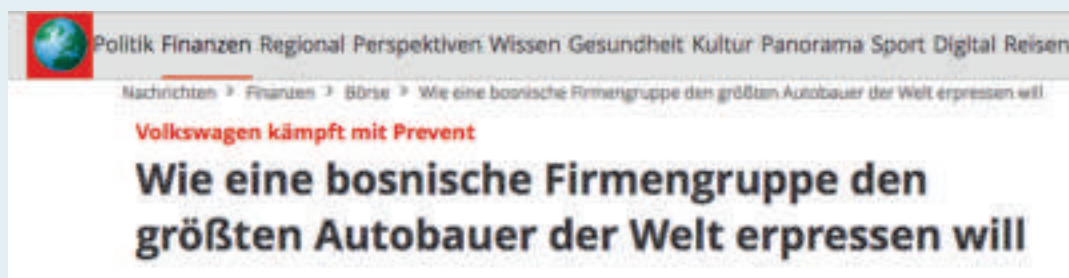 Politik Finanzen Regional Perspektiven Wissen Gesundheit Kultur Panorama Sport Digital Reisen
Nachrichten > Finanzen > Börse > Wie eine bosnische Firmengruppe den größten Autobauer der Welt erpressen will
Volkswagen kämpft mit Prevent
Wie eine bosnische Firmengruppe den
größten Autobauer der Welt erpressen will